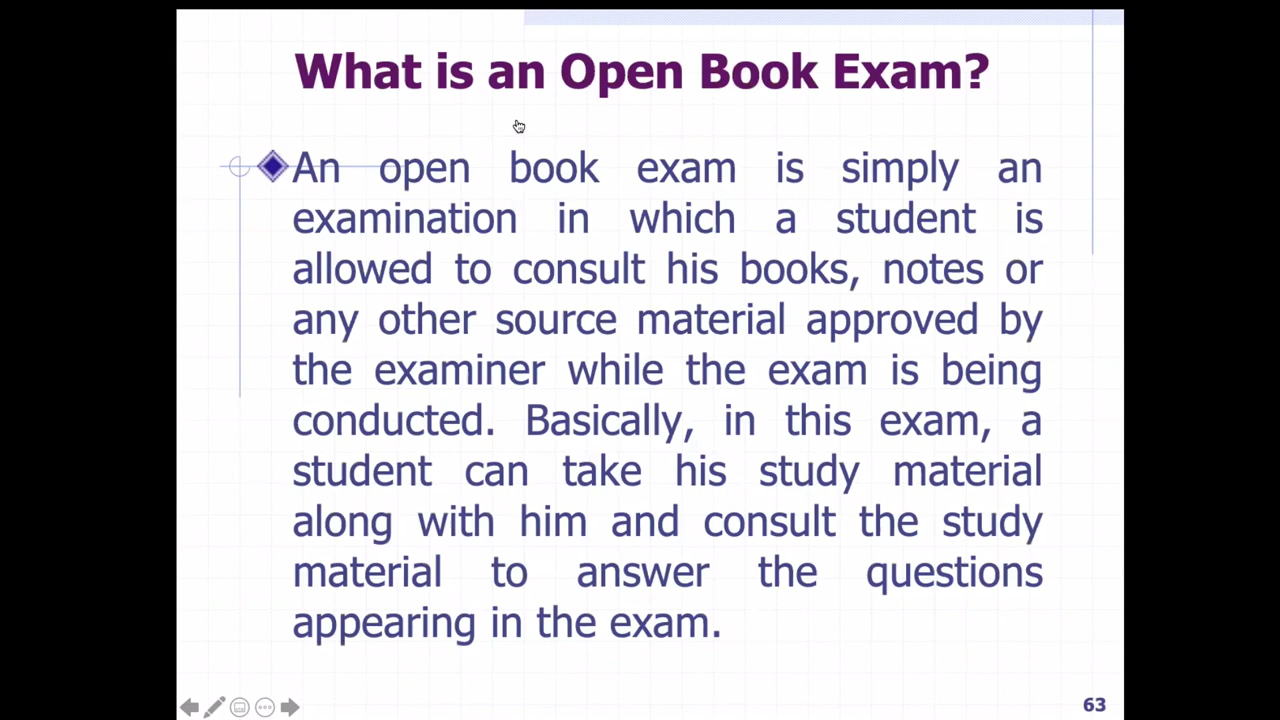 What is an Open Book Exam?
An open book exam is simply an
examination in which a student is
allowed to consult his books, notes or
any other source material approved by
the examiner while the exam is being
conducted. Basically, in this exam, a
student can take his study material
along with him and consult the study
material to answer the questions
appearing in the exam.
63